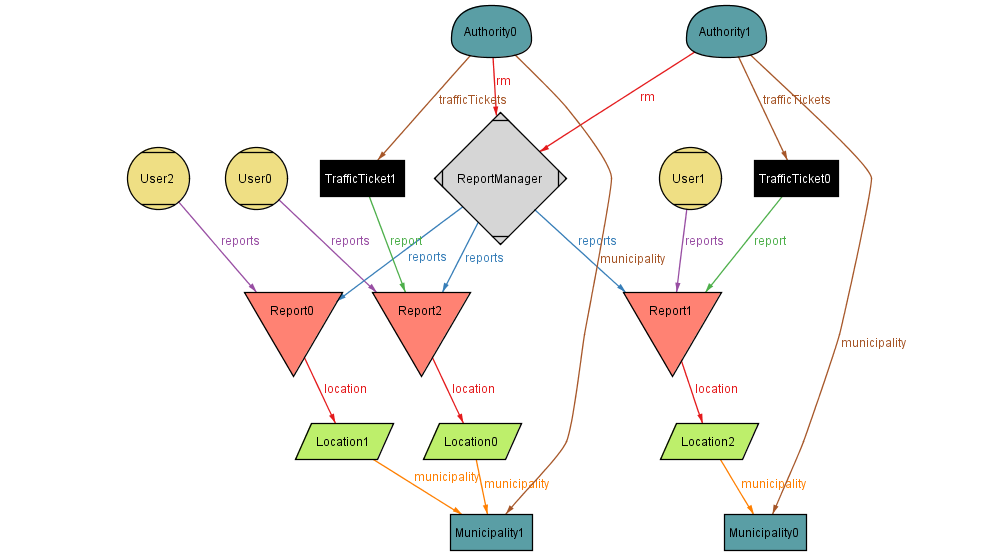 Authority0
Authority1
rm
rm
trafficTickets
trafficTickets
User2
User0
TrafficTicket1
ReportManager
User1
TrafficTicket0
reports
reports
report
reports
reports
reports
reports
report
municipality
Report0
Report2
Report1
municipality
location
location
location
Location1
Location0
Location2
municipality
municipality
municipality
Municipality1
Municipality0